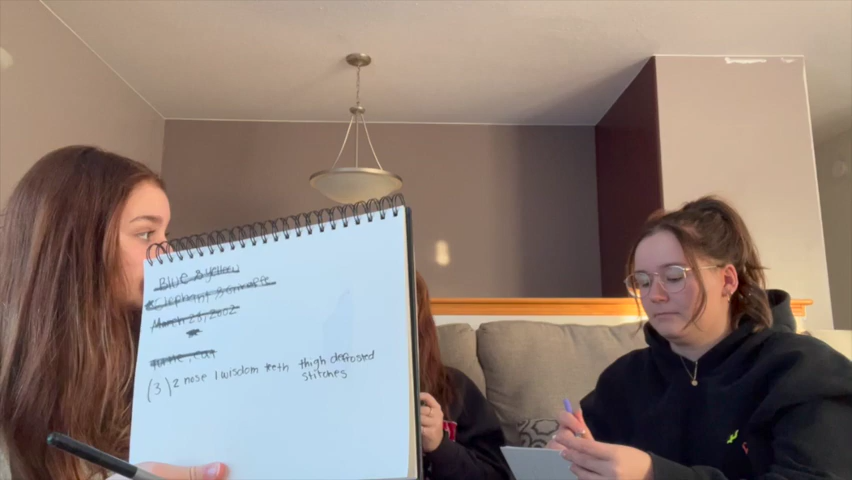 Blue & yellow
Elephant & Giraffe
March 28, 2002
Turtle, cat
(3) 2 nose 1 wisdom teeth thigh defrosted
stitches